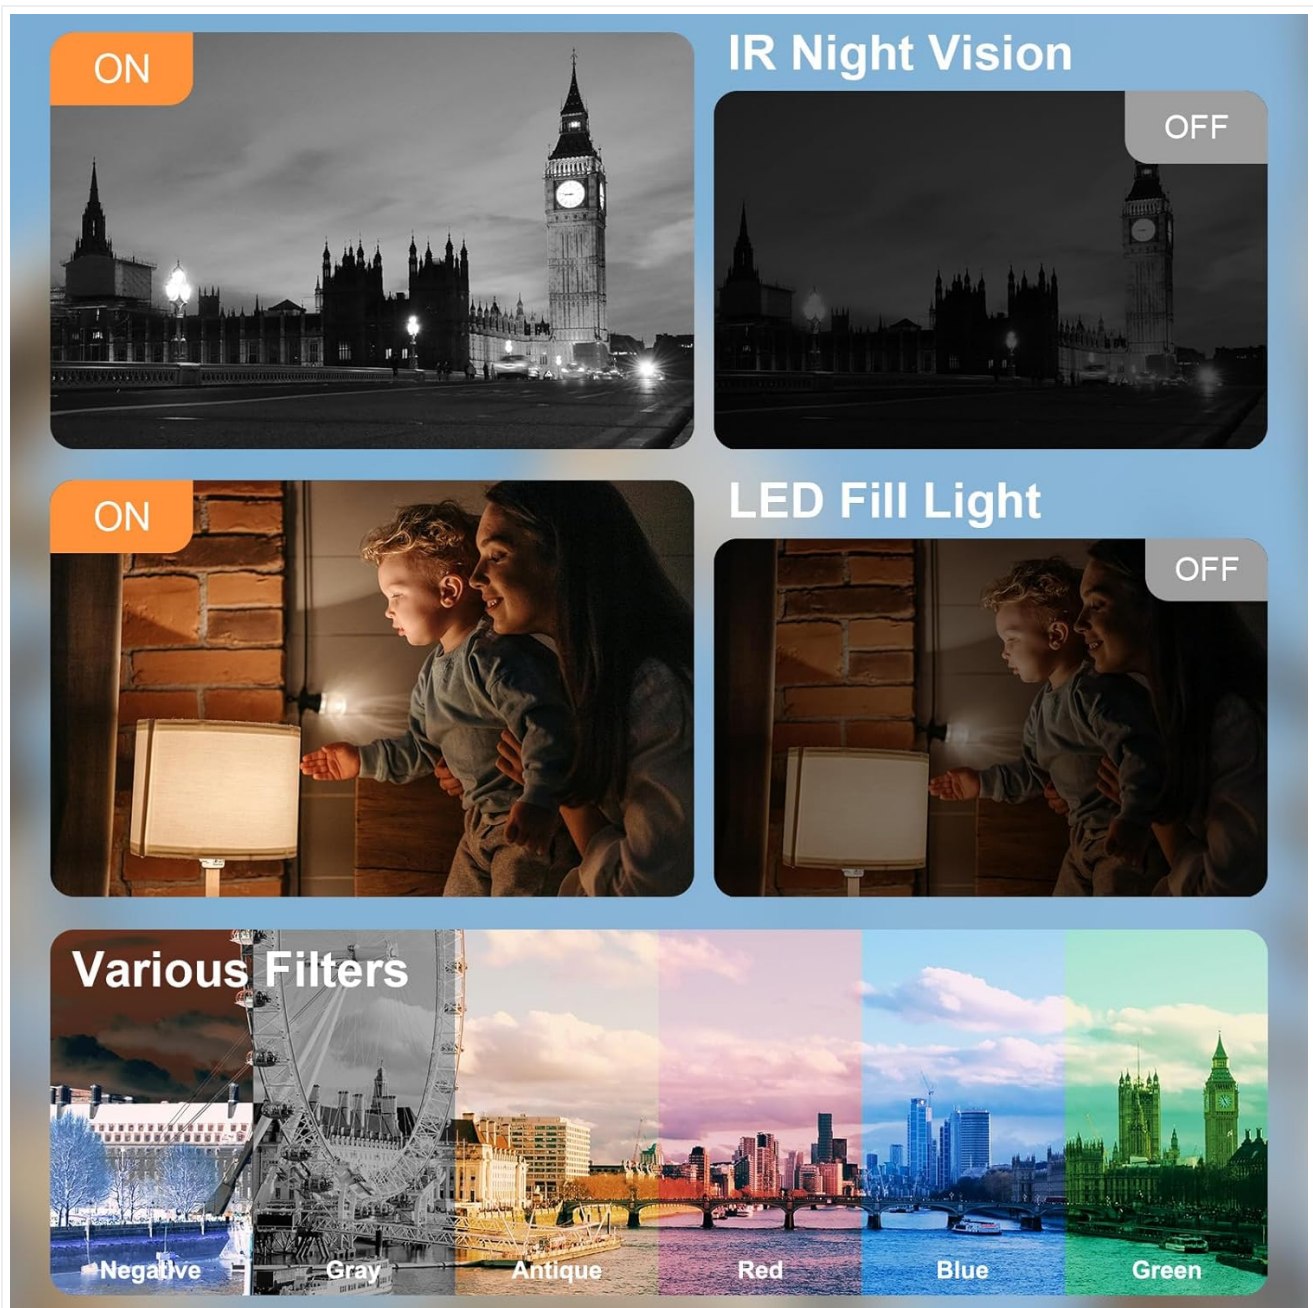 ON
IR Night Vision
OFF
ON
LED Fill Light
OFF
Various Filters
Negative
Gray
Antique
Red
Blue
Green